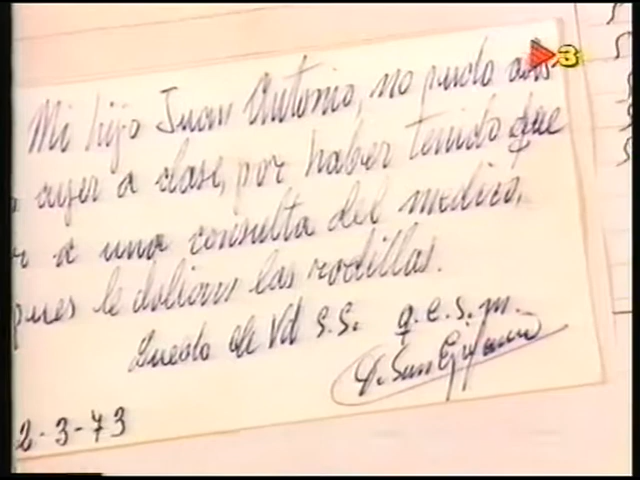 3
Mi hijo Juan Antonio, no pudo
ayer a clase, por haber tenido que
r a una consulta del medico,
pues le dolian las rodillas.
Quedo de Vd S.S. q.e.s.m.
2-3-73